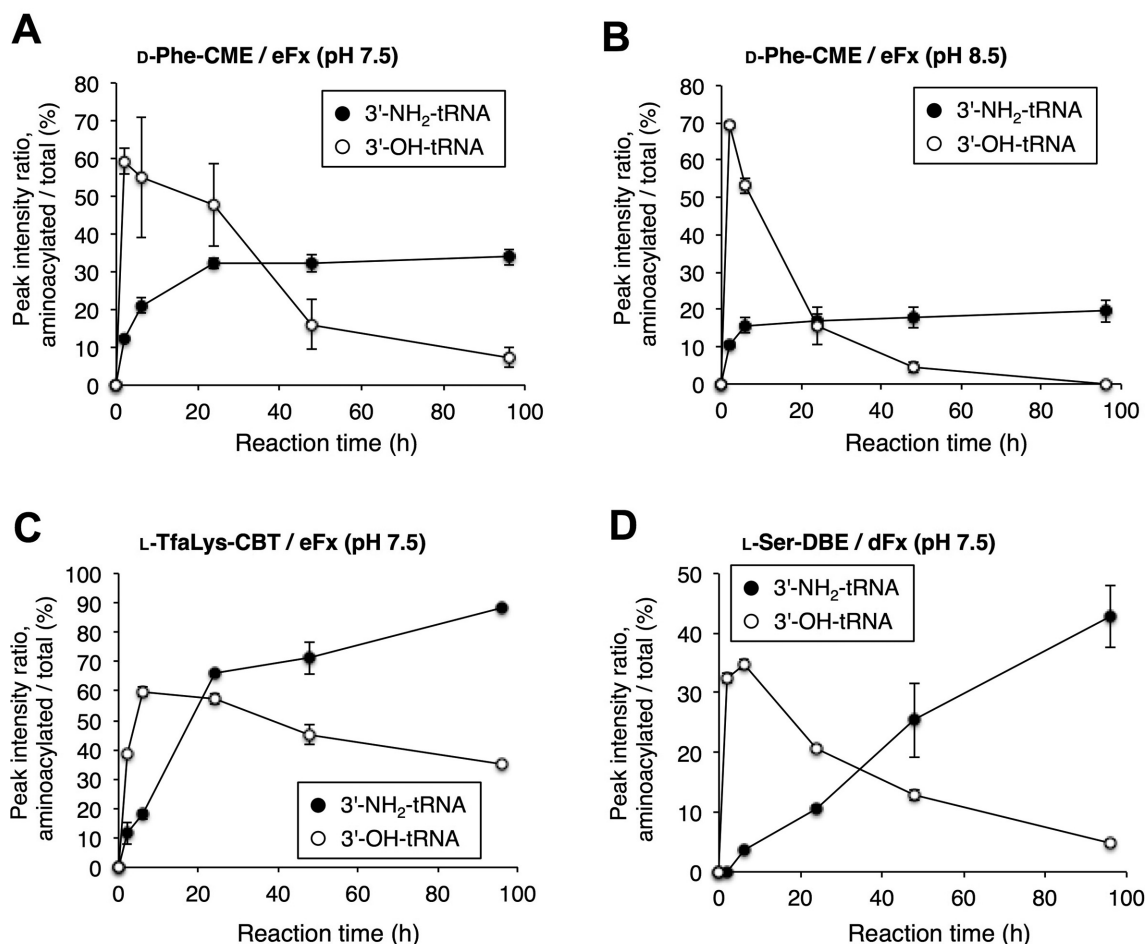 A
D-Phe-CME / eFx (pH 7.5)
Peak intensity ratio,
aminoacylated / total (%)
80
70
60
50
40
30
20
10
0
3'-NH2-tRNA
3'-OH-tRNA
0 20 40 60 80 100
Reaction time (h)
B
D-Phe-CME / eFx (pH 8.5)
Peak intensity ratio,
aminoacylated / total (%)
80
70
60
50
40
30
20
10
0
3'-NH2-tRNA
3'-OH-tRNA
0 20 40 60 80 100
Reaction time (h)
C
L-TfaLys-CBT / eFx (pH 7.5)
Peak intensity ratio,
aminoacylated / total (%)
100
90
80
70
60
50
40
30
20
10
0
3'-NH2-tRNA
3'-OH-tRNA
0 20 40 60 80 100
Reaction time (h)
D
L-Ser-DBE / dFx (pH 7.5)
Peak intensity ratio,
aminoacylated / total (%)
50
40
30
20
10
0
3'-NH2-tRNA
3'-OH-tRNA
0 20 40 60 80 100
Reaction time (h)